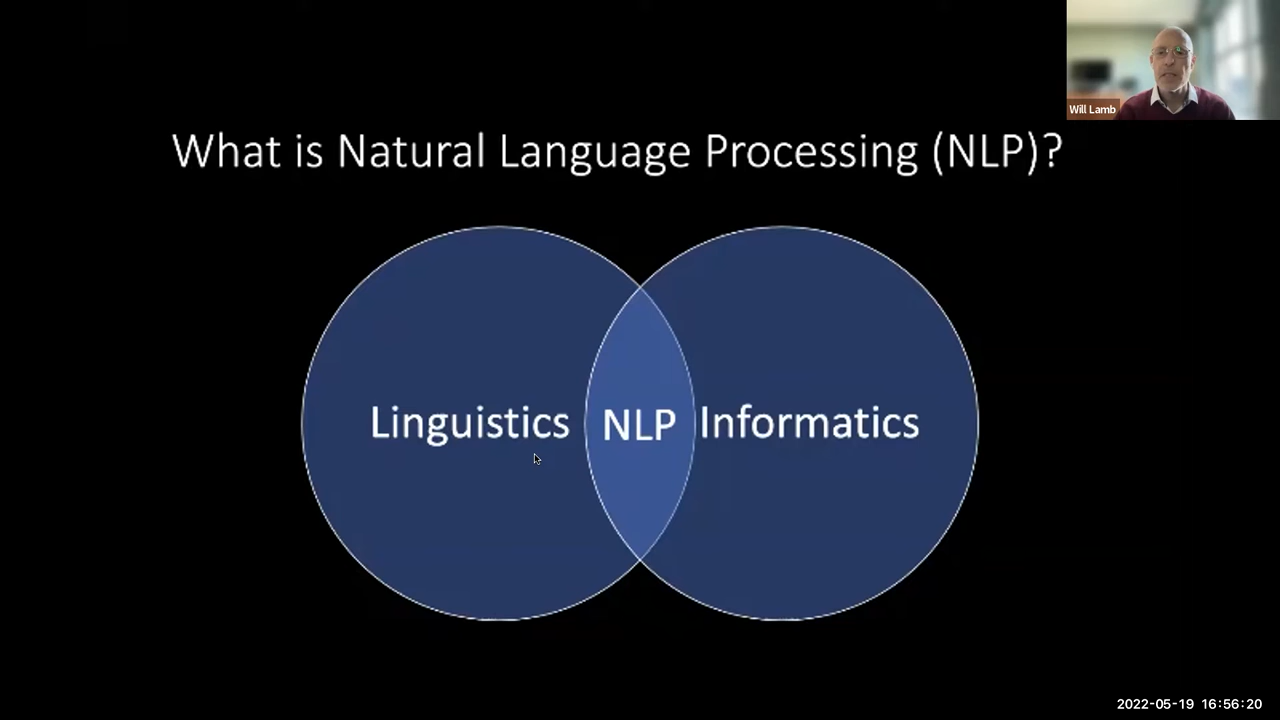 Will Lamb
What is Natural Language Processing (NLP)?
Linguistics
NLP
Informatics
2022-05-19 16:56:20